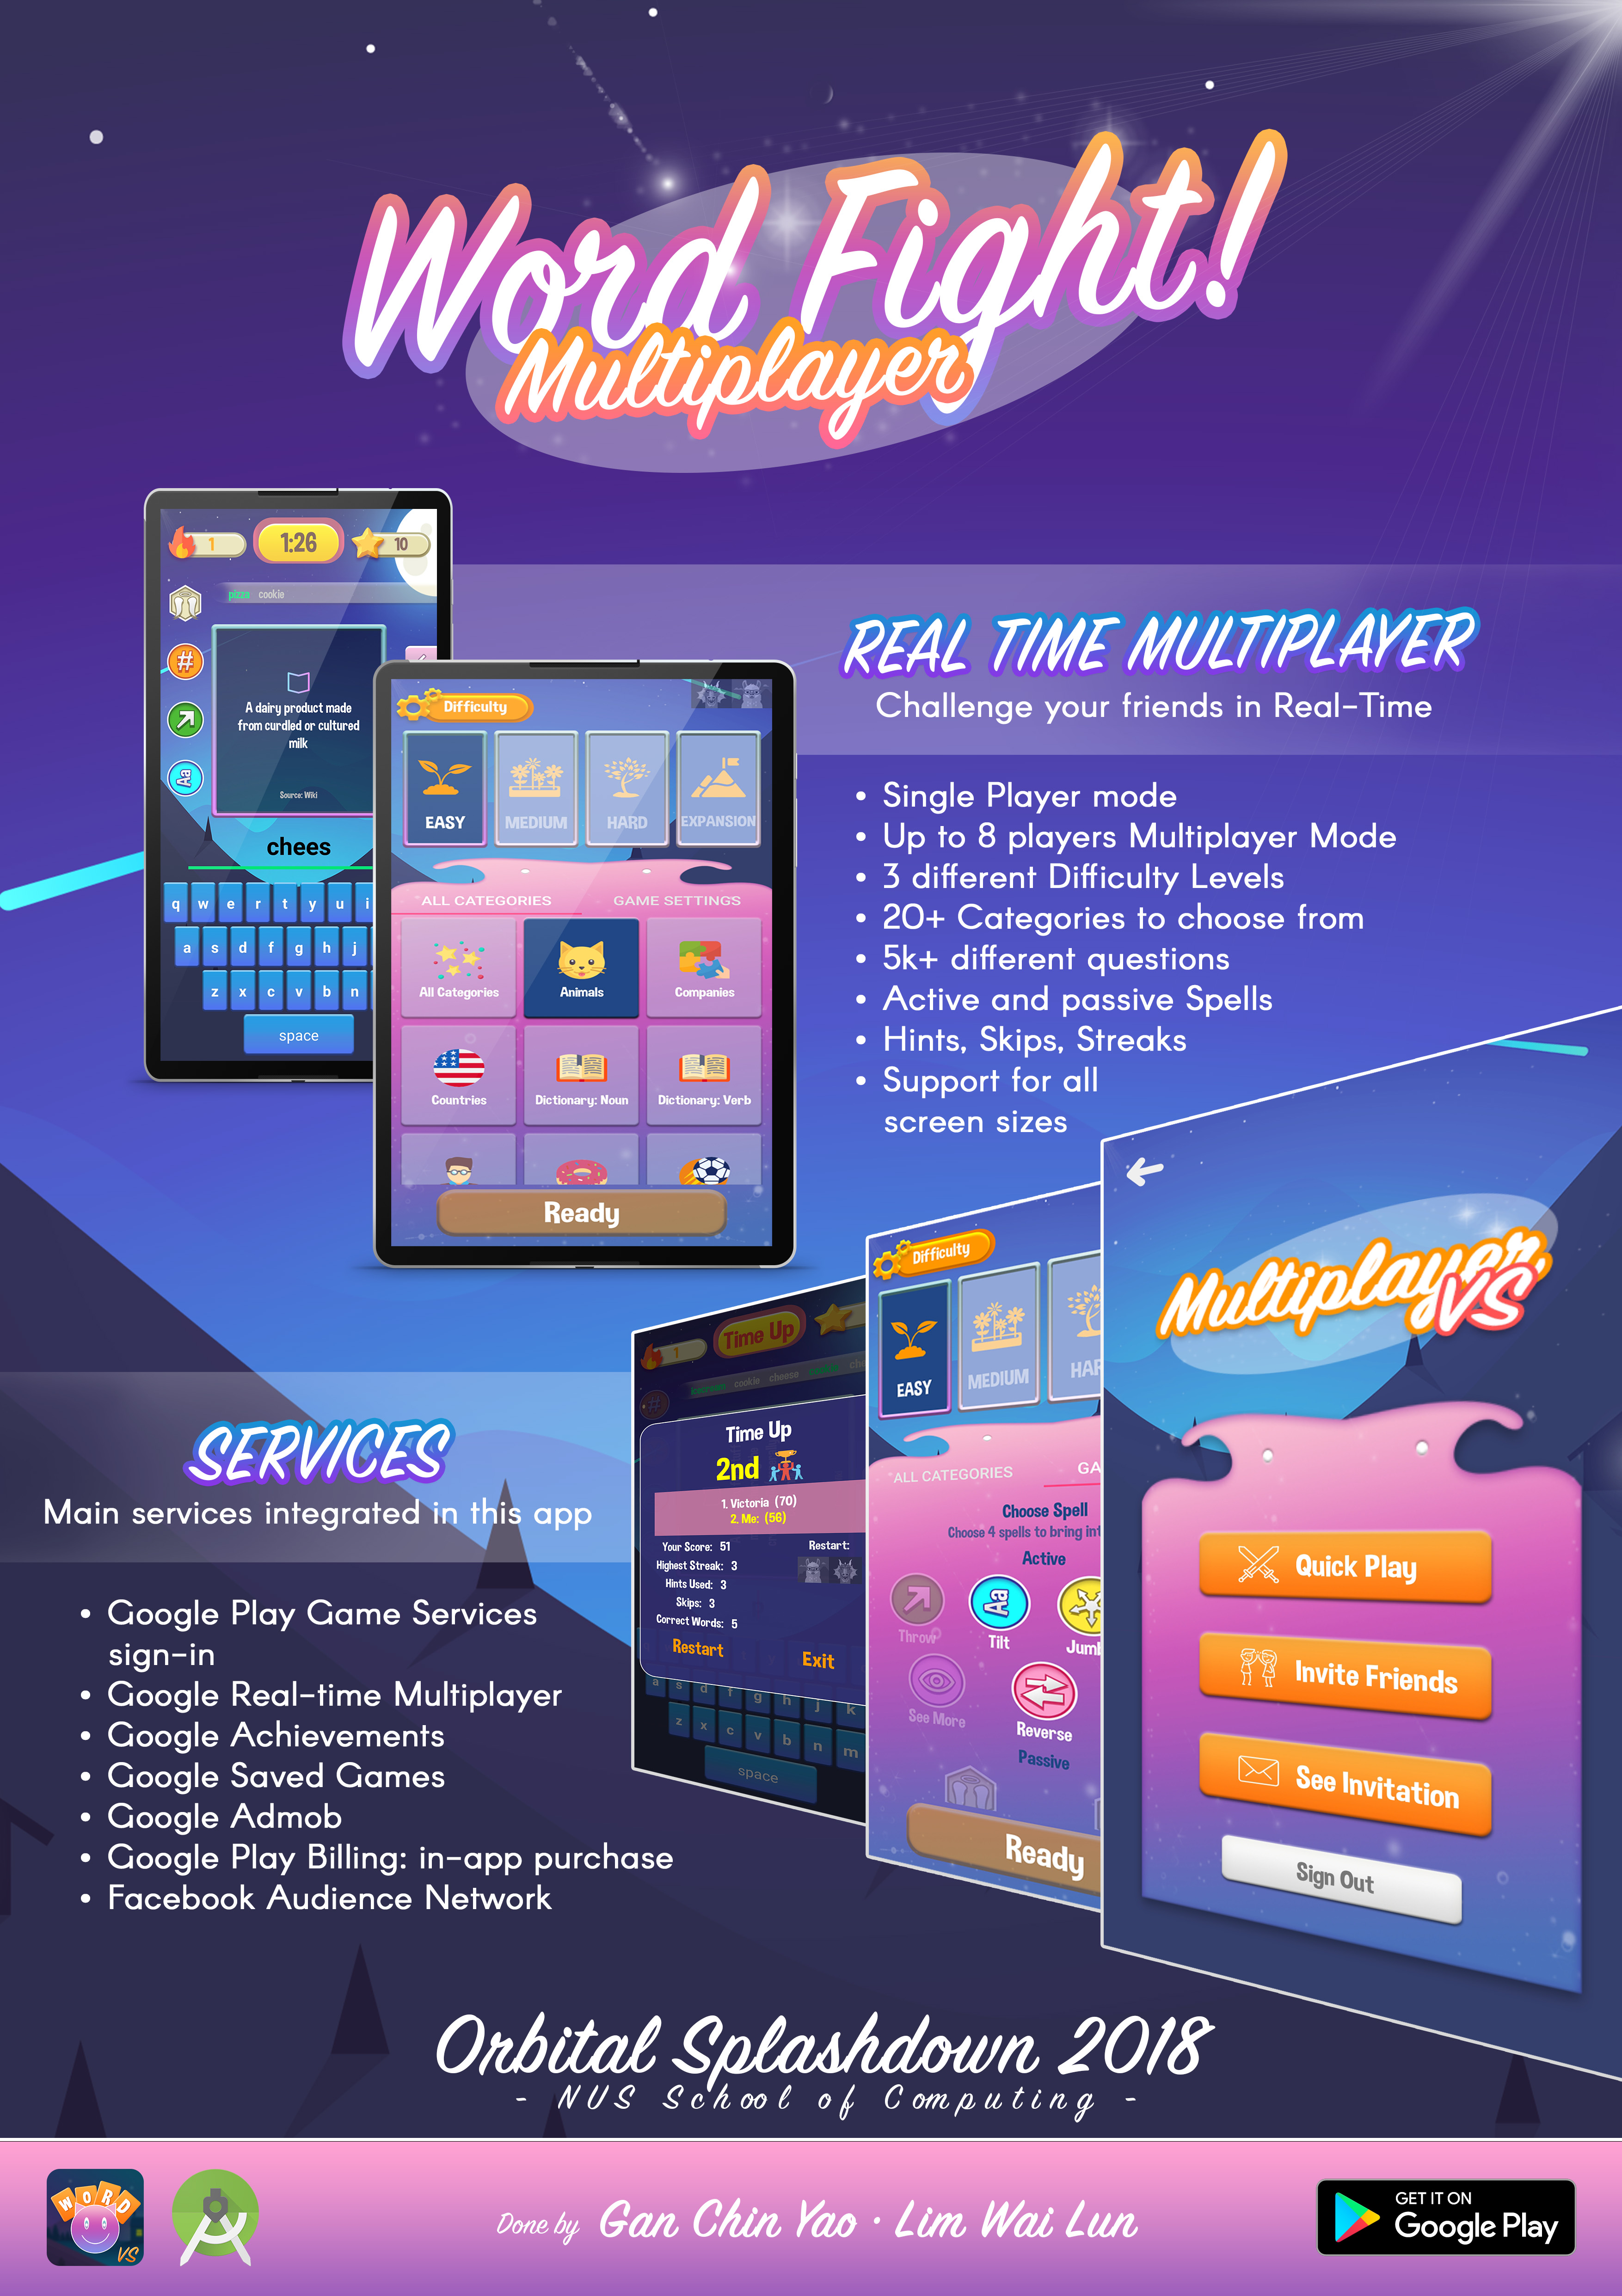 Word Fight!
Multiplayer
1
1:26
10
pizza cookie
#
A dairy product made
from curdled or cultured
milk
Source: Wiki
Aa
chees
q w e r t y u i
a s d f g h j
z x c v b n
space
Difficulty
EASY
MEDIUM
HARD
EXPANSION
ALL CATEGORIES
GAME SETTINGS
All Categories
Animals
Companies
Countries
Dictionary: Noun
Dictionary: Verb
Ready
REAL TIME MULTIPLAYER
Challenge your friends in Real-Time
• Single Player mode
• Up to 8 players Multiplayer Mode
• 3 different Difficulty Levels
• 20+ Categories to choose from
• 5k+ different questions
• Active and passive Spells
• Hints, Skips, Streaks
• Support for all
screen sizes
SERVICES
Main services integrated in this app
• Google Play Game Services
sign-in
• Google Real-time Multiplayer
• Google Achievements
• Google Saved Games
• Google Admob
• Google Play Billing: in-app purchase
• Facebook Audience Network
1
Time Up
cookie cheese
#
Time Up
2nd
1. Victoria (70)
2. Me: (56)
Your Score: 51
Restart:
Highest Streak: 3
Hints Used: 3
Skips: 3
Correct Words: 5
Restart
Exit
a s d f g h j k
z x c v b n m
space
Difficulty
EASY
MEDIUM
HAR
ALL CATEGORIES
GA
Choose Spell
Choose 4 spells to bring int
Active
Throw
Aa
Tilt
Juml
See More
Reverse
Passive
Ready
Multiplayer
VS
Quick Play
Invite Friends
See Invitation
Sign Out
Orbital Splashdown 2018
- NUS School of Computing -
WORD
VS
Done by Gan Chin Yao · Lim Wai Lun
GET IT ON
Google Play